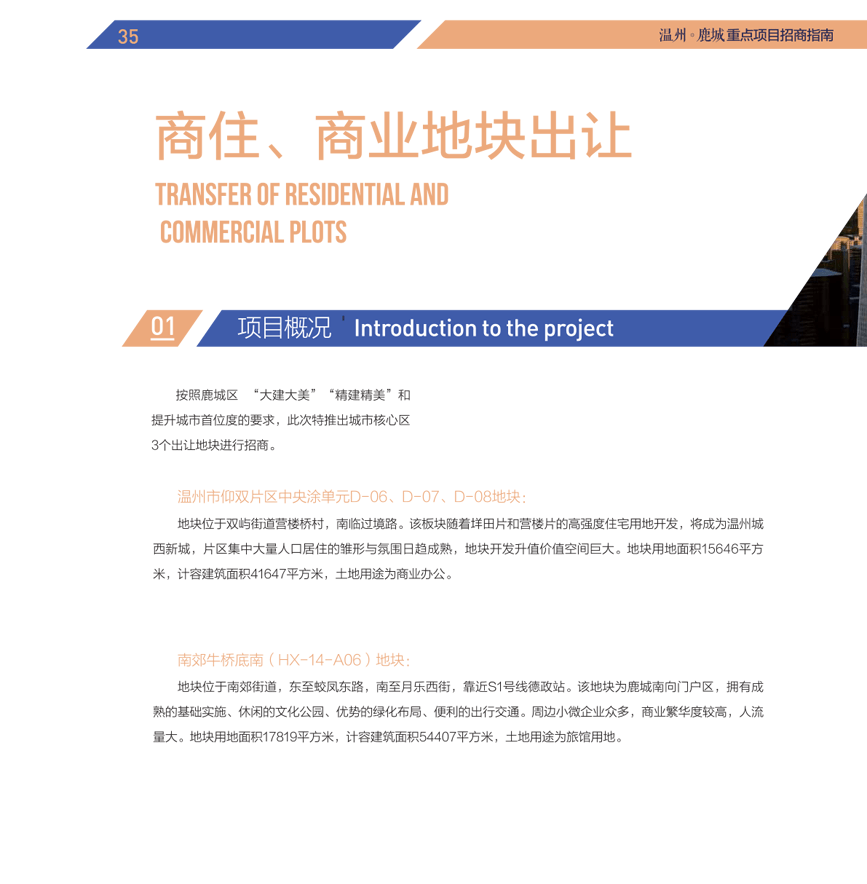 35
温州·鹿城重点项目招商指南
商住、商业地块出让
TRANSFER OF RESIDENTIAL AND
COMMERCIAL PLOTS
01
项目概况 Introduction to the project
按照鹿城区 “大建大美”“精建精美”和
提升城市首位度的要求，此次特推出城市核心区
3个出让地块进行招商。
温州市仰双片区中央涂单元D-06、D-07、D-08地块：
地块位于双屿街道营楼桥村，南临过境路。该板块随着垟田片和营楼片的高强度住宅用地开发，将成为温州城
西新城，片区集中大量人口居住的雏形与氛围日趋成熟，地块开发升值价值空间巨大。地块用地面积15646平方
米，计容建筑面积41647平方米，土地用途为商业办公。
南郊牛桥底南（HX-14-A06）地块：
地块位于南郊街道，东至蛟凤东路，南至月乐西街，靠近S1号线德政站。该地块为鹿城南向门户区，拥有成
熟的基础实施、休闲的文化公园、优势的绿化布局、便利的出行交通。周边小微企业众多，商业繁华度较高，人流
量大。地块用地面积17819平方米，计容建筑面积54407平方米，土地用途为旅馆用地。